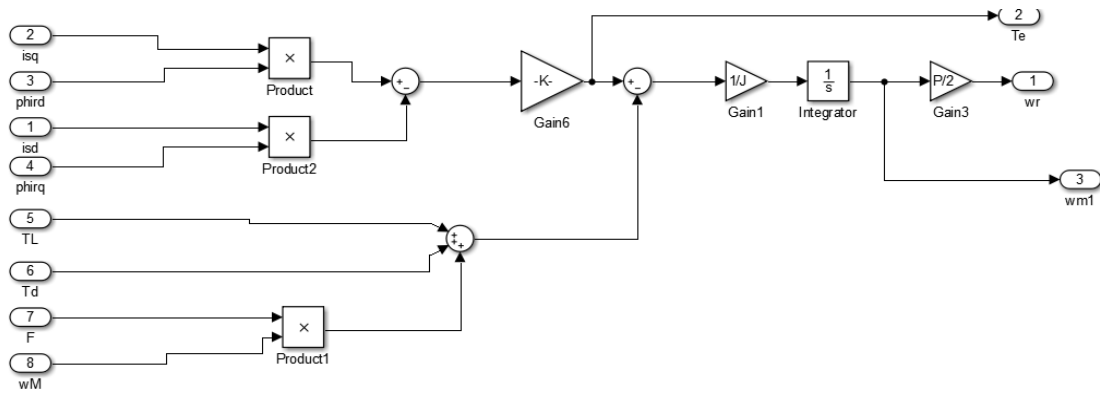 2
isq
3
phird
1
isd
4
phirq
5
TL
6
Td
7
F
8
wM
×
Product
×
Product2
×
Product1
+
−
+
+
+
-K-
Gain6
+
−
1/J
Gain1
1
s
Integrator
P/2
Gain3
2
Te
1
wr
3
wm1